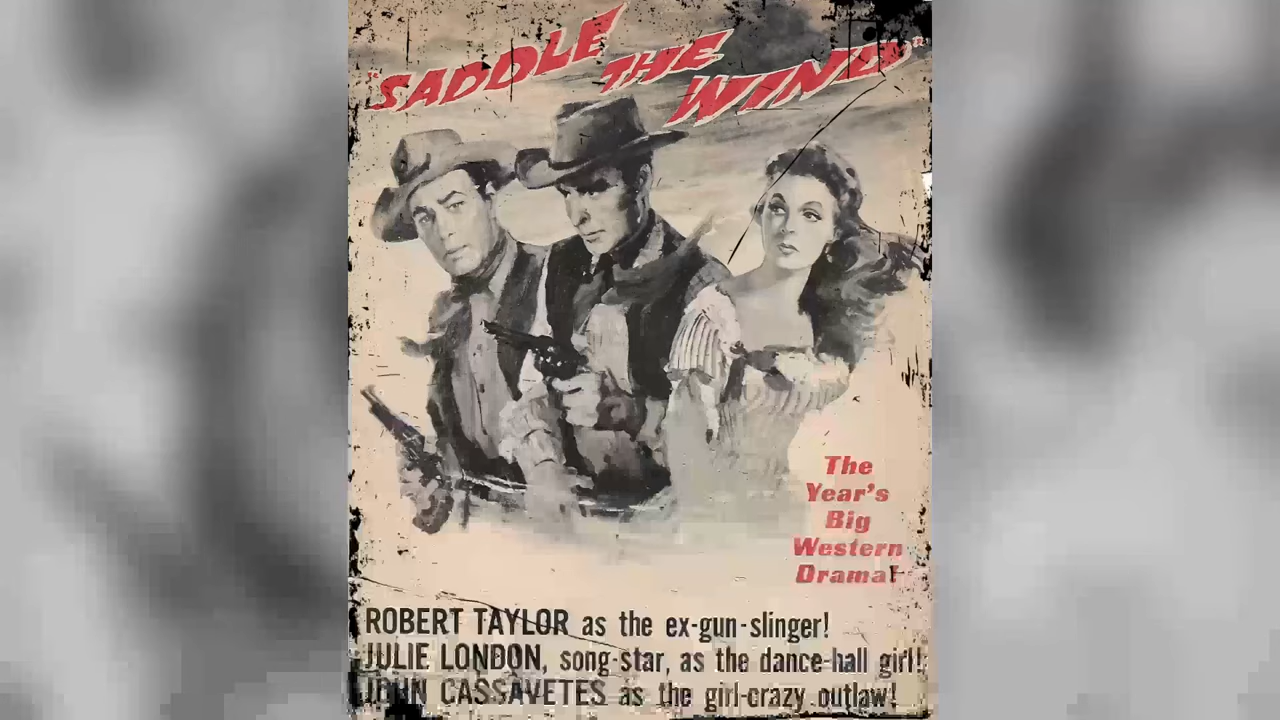 "SADDLE THE WIND"
The
Year's
Big
Western
Drama!
ROBERT TAYLOR as the ex-gun-slinger!
JULIE LONDON, song-star, as the dance-hall girl!
JOHN CASSAVETES as the girl-crazy outlaw!